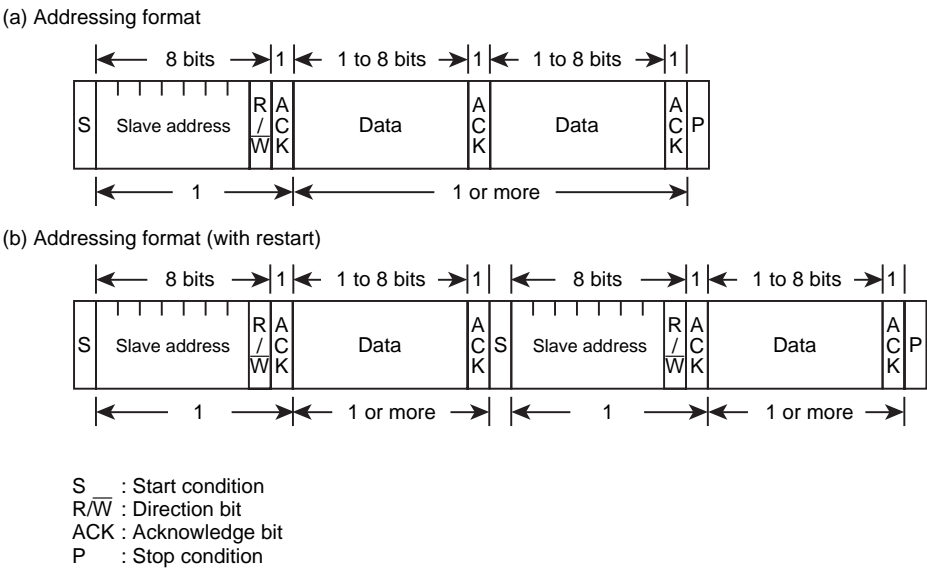 (a) Addressing format
8 bits 1 1 to 8 bits 1 1 to 8 bits 1
S Slave address R/W̅ ACK Data ACK Data ACK P
1 1 or more
(b) Addressing format (with restart)
8 bits 1 1 to 8 bits 1 8 bits 1 1 to 8 bits 1
S Slave address R/W̅ ACK Data ACK S Slave address R/W̅ ACK Data ACK P
1 1 or more 1 1 or more
S : Start condition
R/W̅ : Direction bit
ACK : Acknowledge bit
P : Stop condition